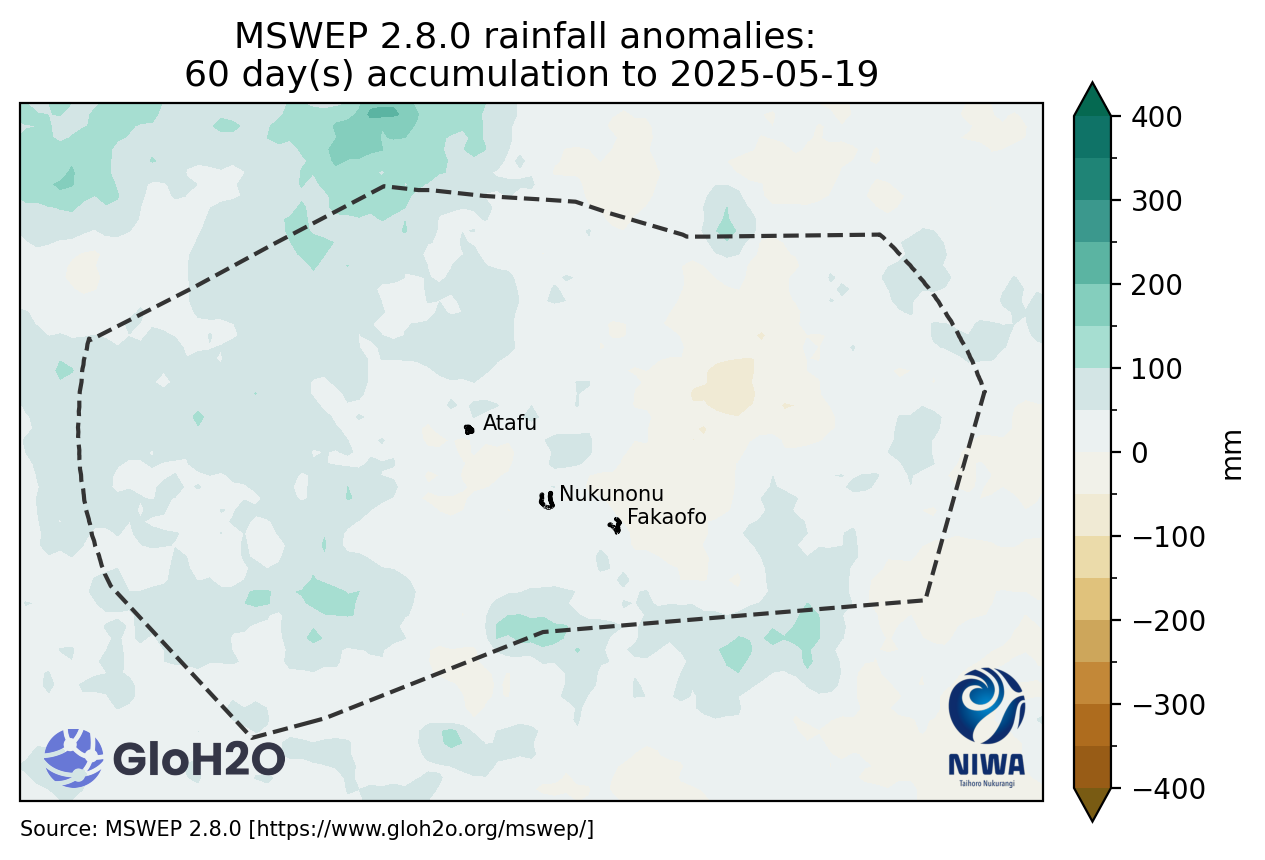 MSWEP 2.8.0 rainfall anomalies:
60 day(s) accumulation to 2025-05-19
400
300
200
100
0
−100
−200
−300
−400
mm
Atafu
Nukunonu
Fakaofo
GloH2O
NIWA
Taihoro Nukurangi
Source: MSWEP 2.8.0 [https://www.gloh2o.org/mswep/]